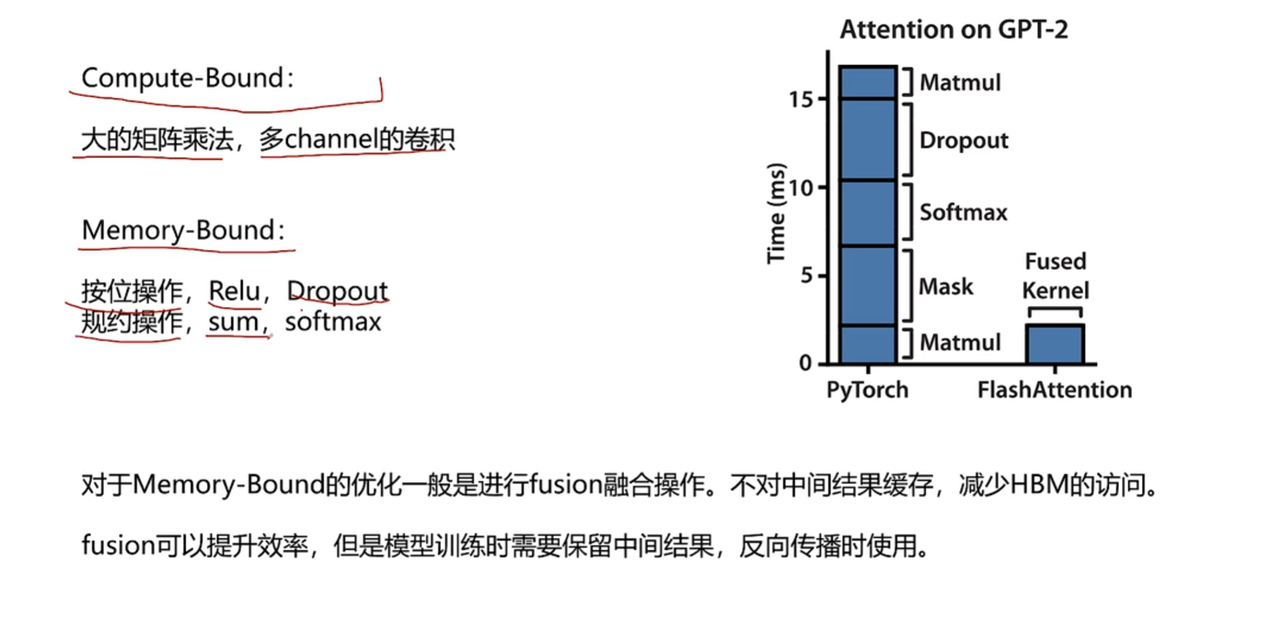 Compute-Bound:
大的矩阵乘法，多channel的卷积
Memory-Bound:
按位操作，Relu，Dropout
规约操作，sum，softmax
Attention on GPT-2
Time (ms)
15
10
5
0
Matmul
Dropout
Softmax
Mask
Matmul
Fused
Kernel
PyTorch
FlashAttention
对于Memory-Bound的优化一般是进行fusion融合操作。不对中间结果缓存，减少HBM的访问。
fusion可以提升效率，但是模型训练时需要保留中间结果，反向传播时使用。